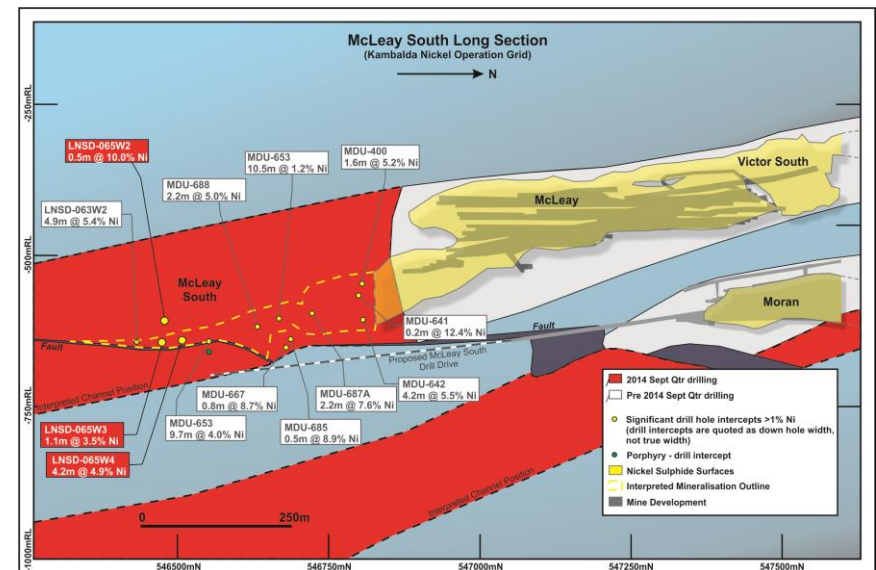 McLeay South Long Section
(Kambalda Nickel Operation Grid)
N
-250mRL
-500mRL
-750mRL
-1000mRL
LNSD-065W2
0.5m @ 10.0% Ni
MDU-653
10.5m @ 1.2% Ni
MDU-400
1.6m @ 5.2% Ni
MDU-688
2.2m @ 5.0% Ni
LNSD-063W2
4.9m @ 5.4% Ni
Victor South
McLeay
McLeay
South
Moran
MDU-641
0.2m @ 12.4% Ni
Fault
Fault
Proposed McLeay South
Drill Drive
Interpreted Channel Position
MDU-667
0.8m @ 8.7% Ni
MDU-687A
2.2m @ 7.6% Ni
MDU-642
4.2m @ 5.5% Ni
MDU-653
9.7m @ 4.0% Ni
MDU-685
0.5m @ 8.9% Ni
LNSD-065W3
1.1m @ 3.5% Ni
LNSD-065W4
4.2m @ 4.9% Ni
Interpreted Channel Position
2014 Sept Qtr drilling
Pre 2014 Sept Qtr drilling
Significant drill hole intercepts >1% Ni
(drill intercepts are quoted as down hole width,
not true width)
Porphyry - drill intercept
Nickel Sulphide Surfaces
Interpreted Mineralisation Outline
Mine Development
0
250m
546500mN
546750mN
547000mN
547250mN
547500mN